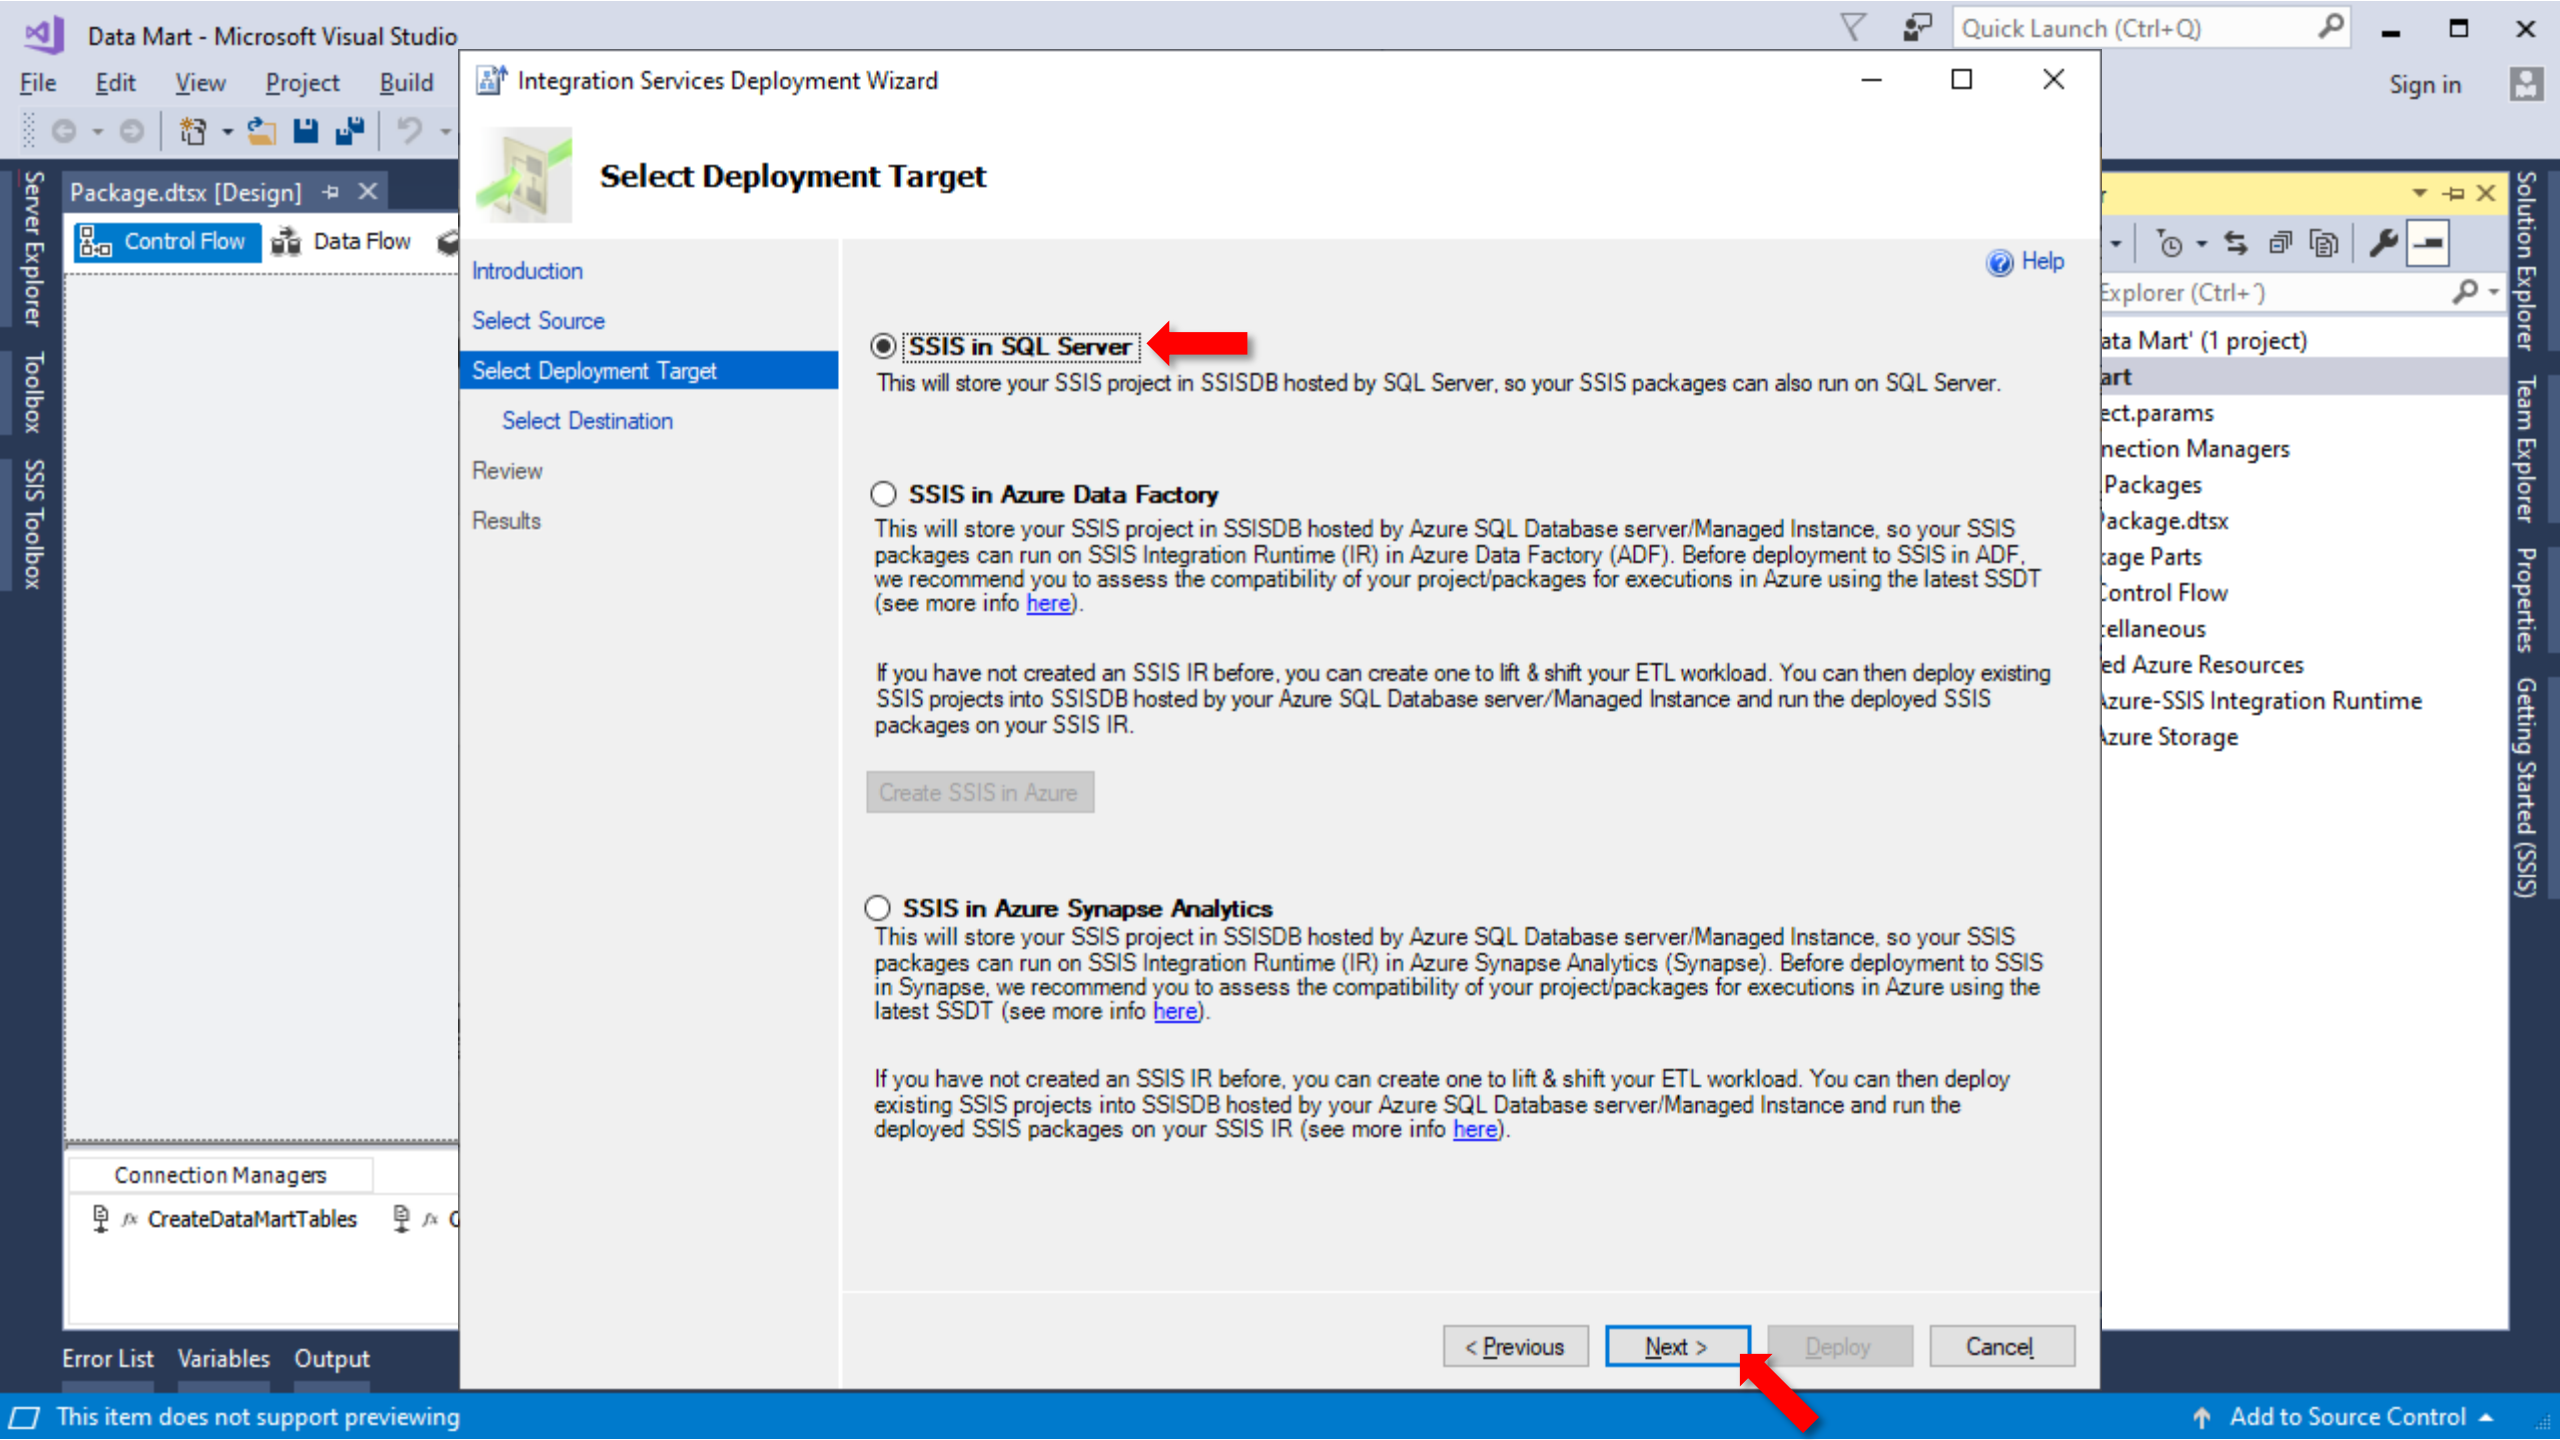 Data Mart - Microsoft Visual Studio
Quick Launch (Ctrl+Q)
File Edit View Project Build
Sign in
Integration Services Deployment Wizard
Select Deployment Target
Server Explorer
Toolbox
SSIS Toolbox
Package.dtsx [Design]
Control Flow
Data Flow
Introduction
Select Source
Select Deployment Target
Select Destination
Review
Results
Help
SSIS in SQL Server
This will store your SSIS project in SSISDB hosted by SQL Server, so your SSIS packages can also run on SQL Server.
SSIS in Azure Data Factory
This will store your SSIS project in SSISDB hosted by Azure SQL Database server/Managed Instance, so your SSIS
packages can run on SSIS Integration Runtime (IR) in Azure Data Factory (ADF). Before deployment to SSIS in ADF,
we recommend you to assess the compatibility of your project/packages for executions in Azure using the latest SSDT
(see more info here).
If you have not created an SSIS IR before, you can create one to lift & shift your ETL workload. You can then deploy existing
SSIS projects into SSISDB hosted by your Azure SQL Database server/Managed Instance and run the deployed SSIS
packages on your SSIS IR.
Create SSIS in Azure
SSIS in Azure Synapse Analytics
This will store your SSIS project in SSISDB hosted by Azure SQL Database server/Managed Instance, so your SSIS
packages can run on SSIS Integration Runtime (IR) in Azure Synapse Analytics (Synapse). Before deployment to SSIS
in Synapse, we recommend you to assess the compatibility of your project/packages for executions in Azure using the
latest SSDT (see more info here).
If you have not created an SSIS IR before, you can create one to lift & shift your ETL workload. You can then deploy
existing SSIS projects into SSISDB hosted by your Azure SQL Database server/Managed Instance and run the
deployed SSIS packages on your SSIS IR (see more info here).
< Previous
Next >
Deploy
Cancel
Explorer (Ctrl+´)
ata Mart' (1 project)
art
ect.params
nection Managers
Packages
ackage.dtsx
age Parts
Control Flow
cellaneous
ed Azure Resources
Azure-SSIS Integration Runtime
Azure Storage
Solution Explorer
Team Explorer
Properties
Getting Started (SSIS)
Connection Managers
fx CreateDataMartTables
fx
Error List Variables Output
This item does not support previewing
Add to Source Control